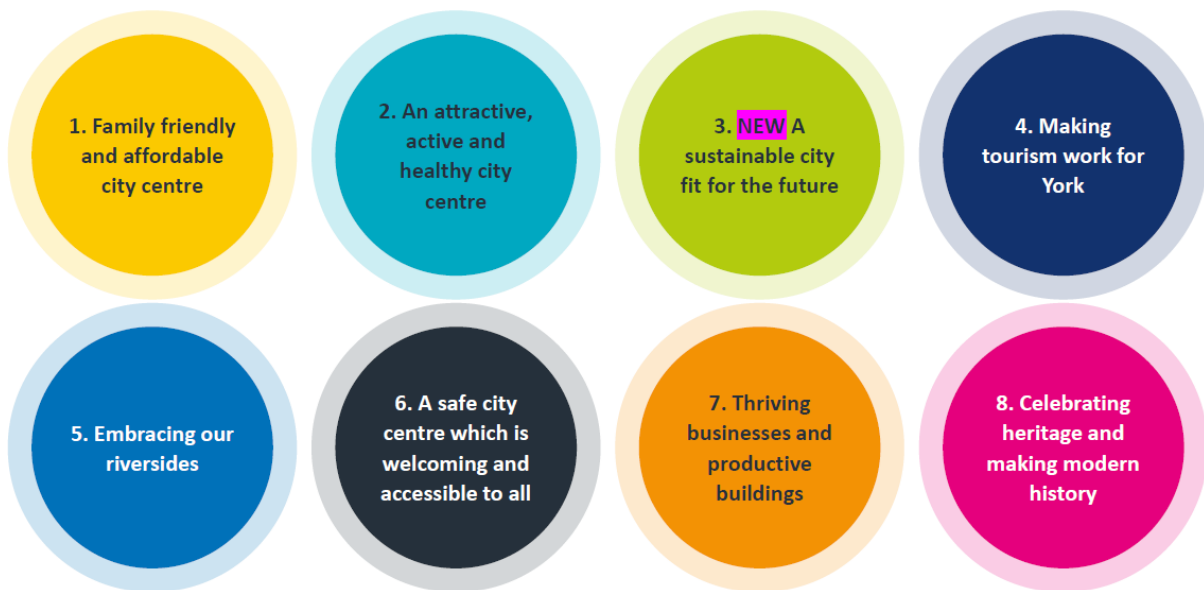 1. Family friendly
and affordable
city centre
2. An attractive,
active and
healthy city
centre
3. NEW A
sustainable city
fit for the future
4. Making
tourism work for
York
5. Embracing our
riversides
6. A safe city
centre which is
welcoming and
accessible to all
7. Thriving
businesses and
productive
buildings
8. Celebrating
heritage and
making modern
history